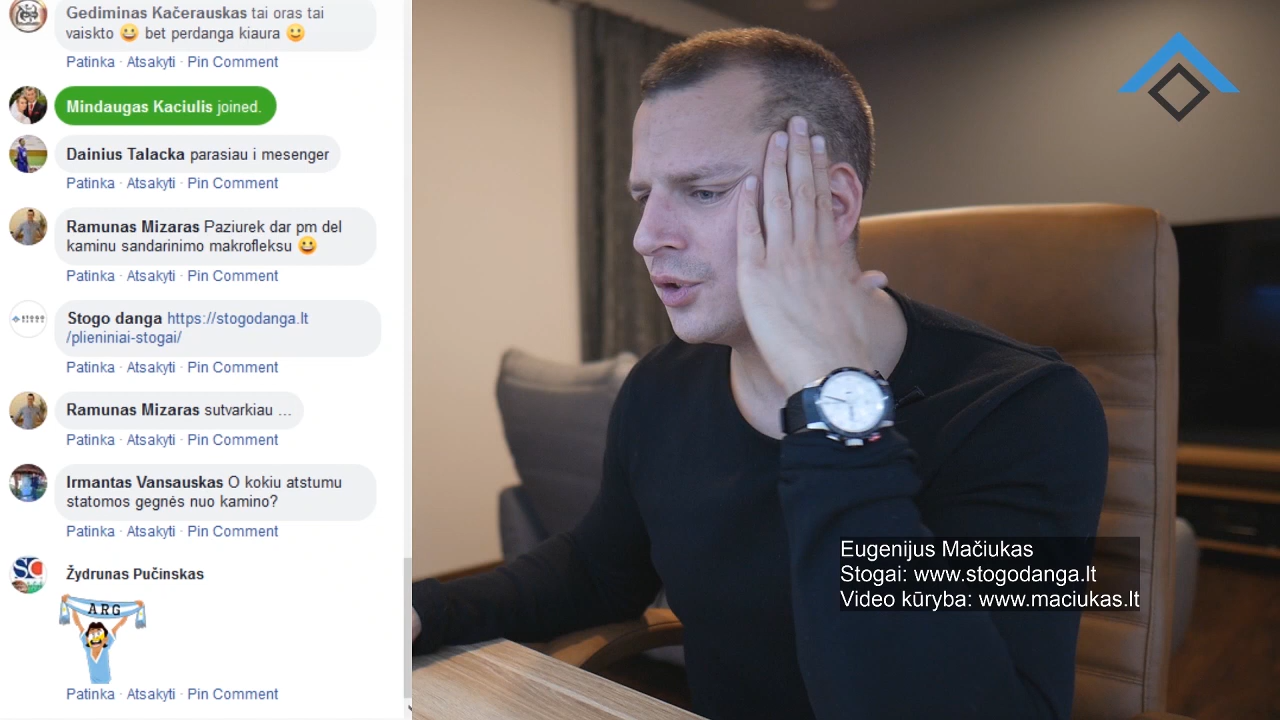 Gediminas Kačerauskas tai oras tai
vaiksto 😀 bet perdanga kiaura 🙂
Patinka · Atsakyti · Pin Comment
Mindaugas Kaciulis joined.
Dainius Talacka parasiau i mesenger
Patinka · Atsakyti · Pin Comment
Ramunas Mizaras Paziurek dar pm del
kaminu sandarinimo makrofleksu 😀
Patinka · Atsakyti · Pin Comment
Stogo danga https://stogodanga.lt
/plieniniai-stogai/
Patinka · Atsakyti · Pin Comment
Ramunas Mizaras sutvarkiau ...
Patinka · Atsakyti · Pin Comment
Irmantas Vansauskas O kokiu atstumu
statomos gegnės nuo kamino?
Patinka · Atsakyti · Pin Comment
Žydrunas Pučinskas
ARG
Patinka · Atsakyti · Pin Comment
Eugenijus Mačiukas
Stogai: www.stogodanga.lt
Video kūryba: www.maciukas.lt